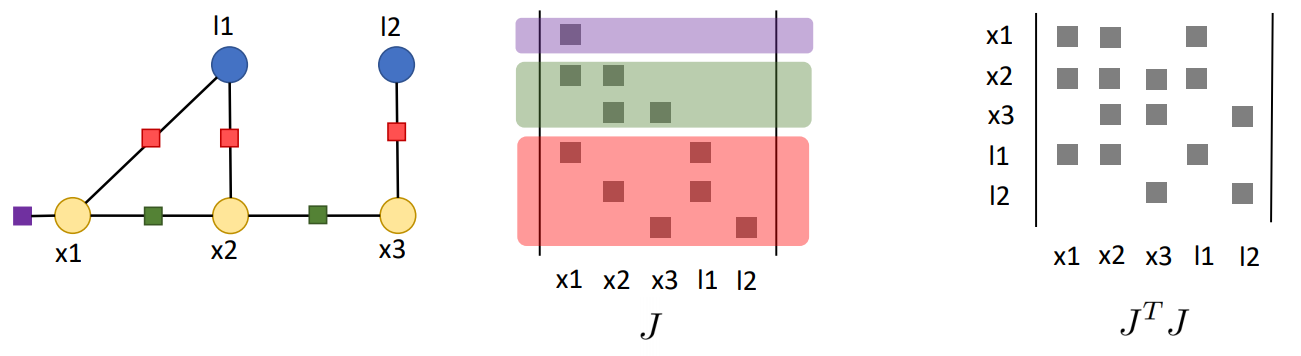 l1 l2
x1 x2 x3
x1 x2 x3 l1 l2
J
x1
x2
x3
l1
l2
x1 x2 x3 l1 l2
J^T J